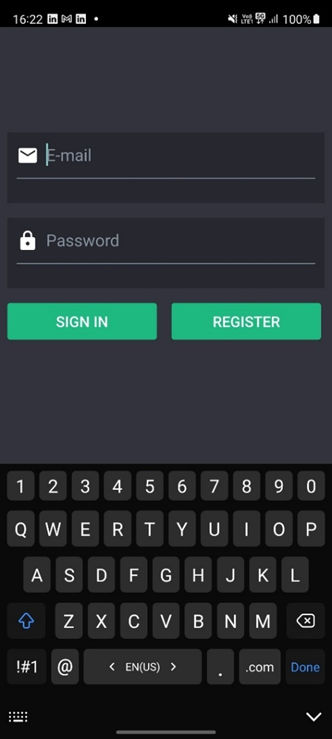 16:22 100%
E-mail
Password
SIGN IN REGISTER
1 2 3 4 5 6 7 8 9 0
Q W E R T Y U I O P
A S D F G H J K L
Z X C V B N M
!#1 @ < EN(US) > . .com Done